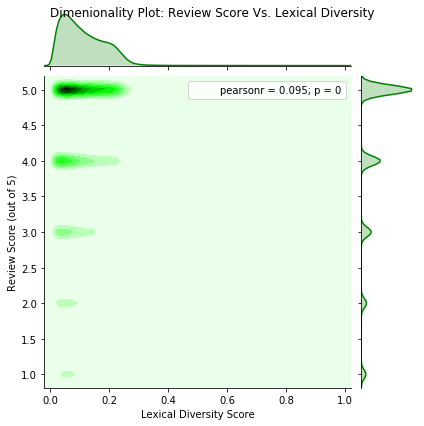 Dimenionality Plot: Review Score Vs. Lexical Diversity
pearsonr = 0.095; p = 0
5.0
4.5
4.0
3.5
3.0
2.5
2.0
1.5
1.0
Review Score (out of 5)
0.0 0.2 0.4 0.6 0.8 1.0
Lexical Diversity Score